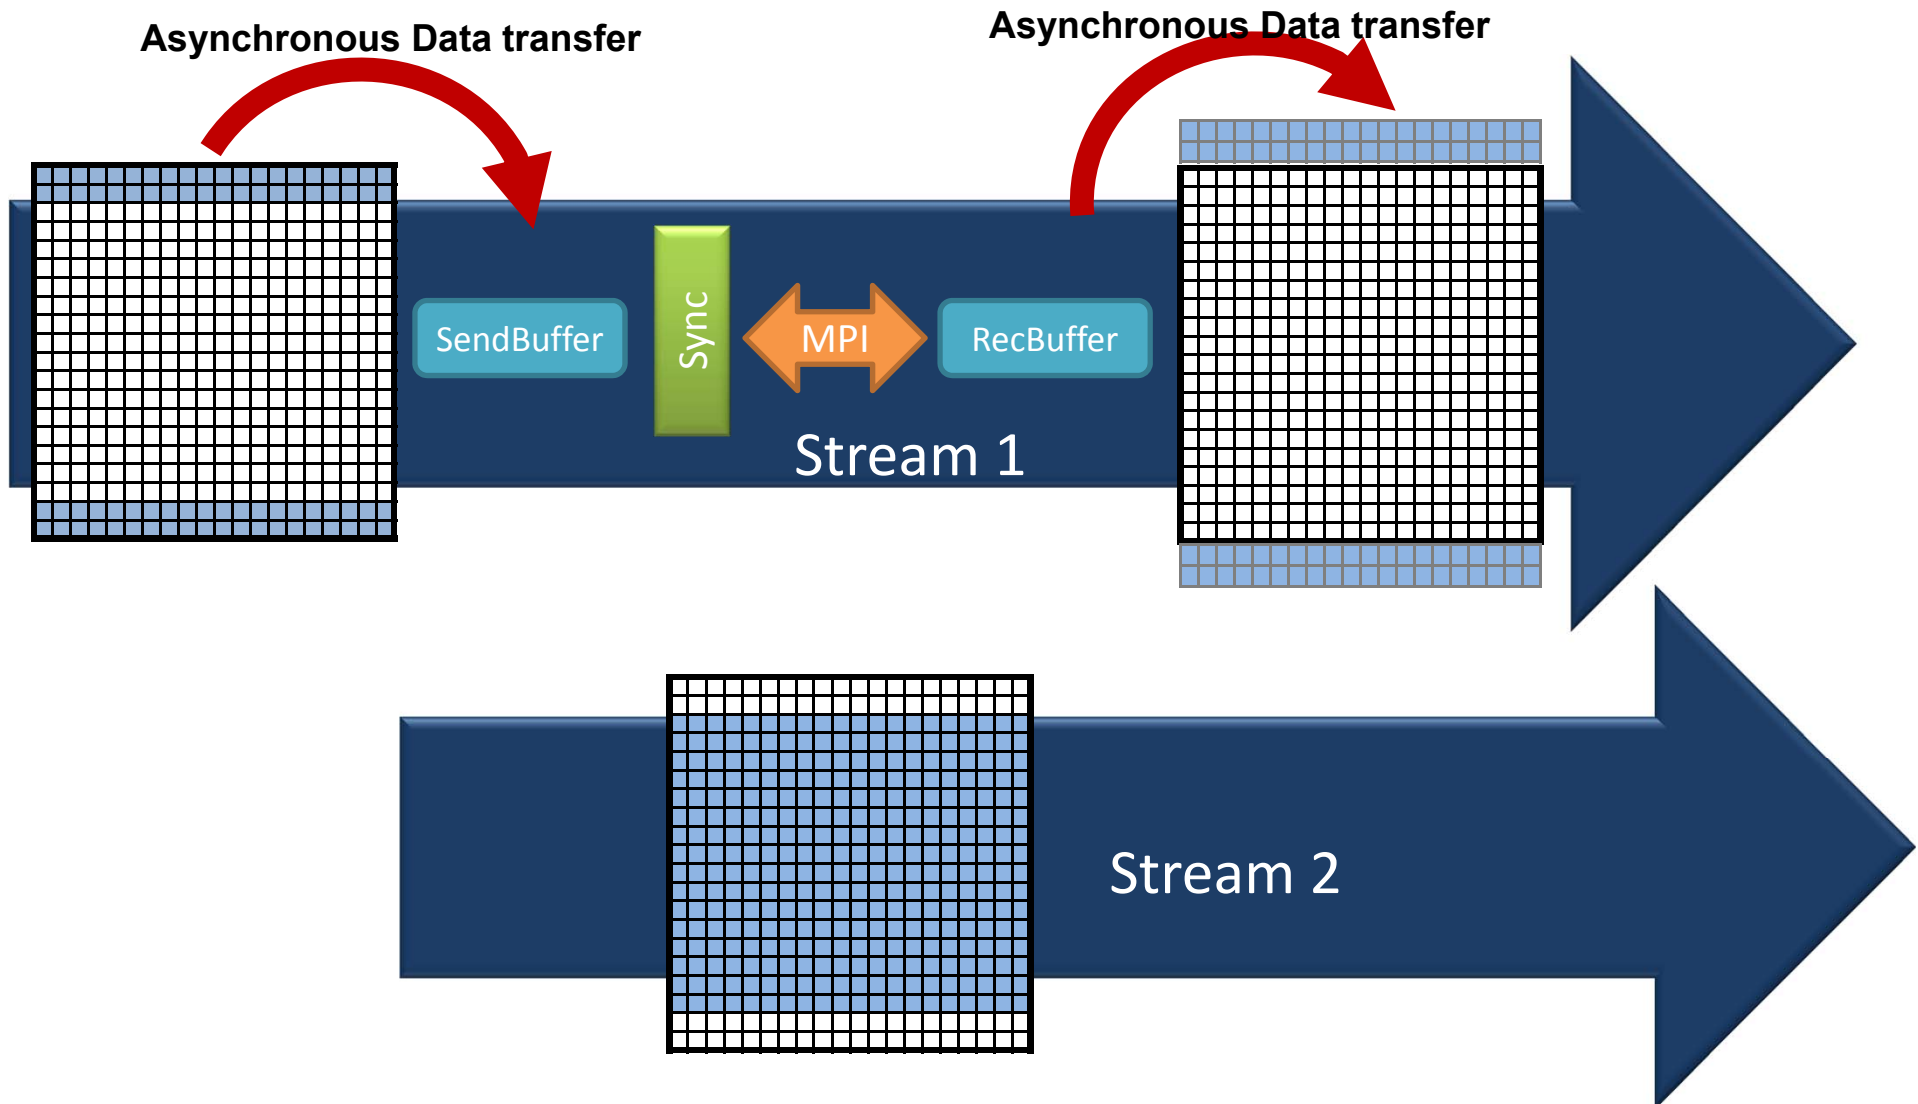 Asynchronous Data transfer
Asynchronous Data transfer
SendBuffer
Sync
MPI
RecBuffer
Stream 1
Stream 2